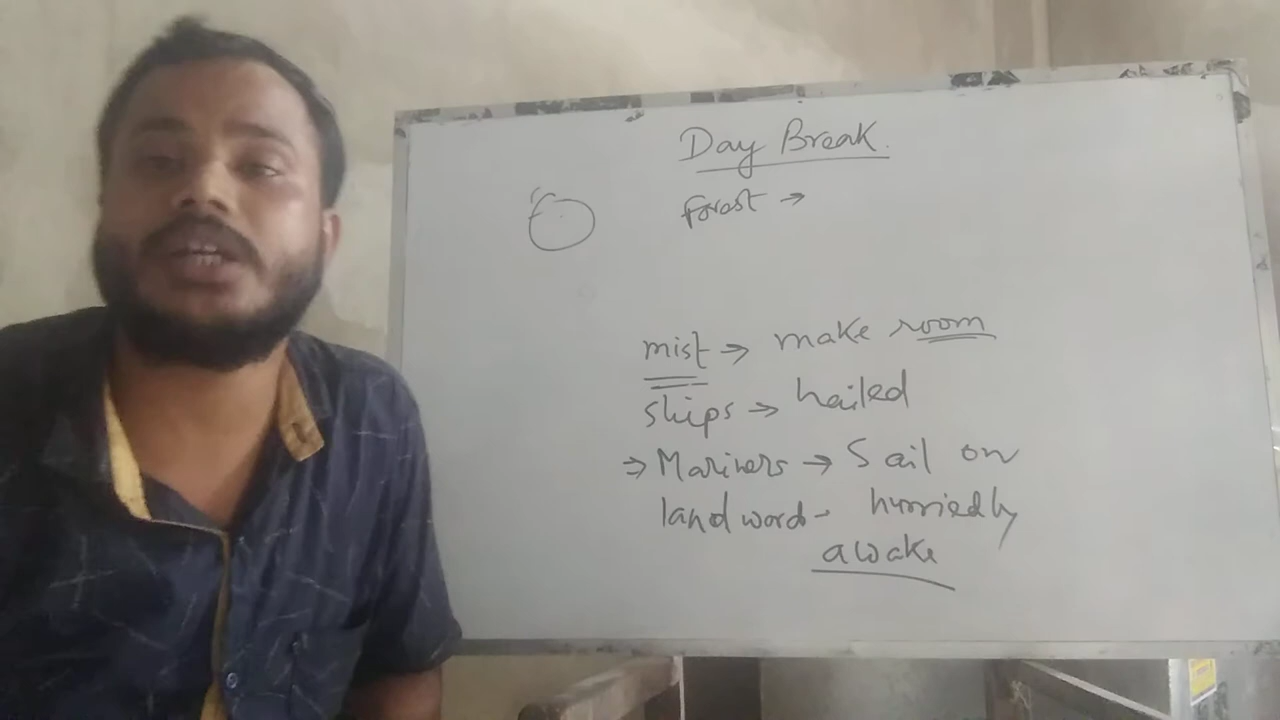 Day Break.
Forest →
mist → make room
ships → hailed
⇒ Mariners → Sail on
landword - hurriedly
awake